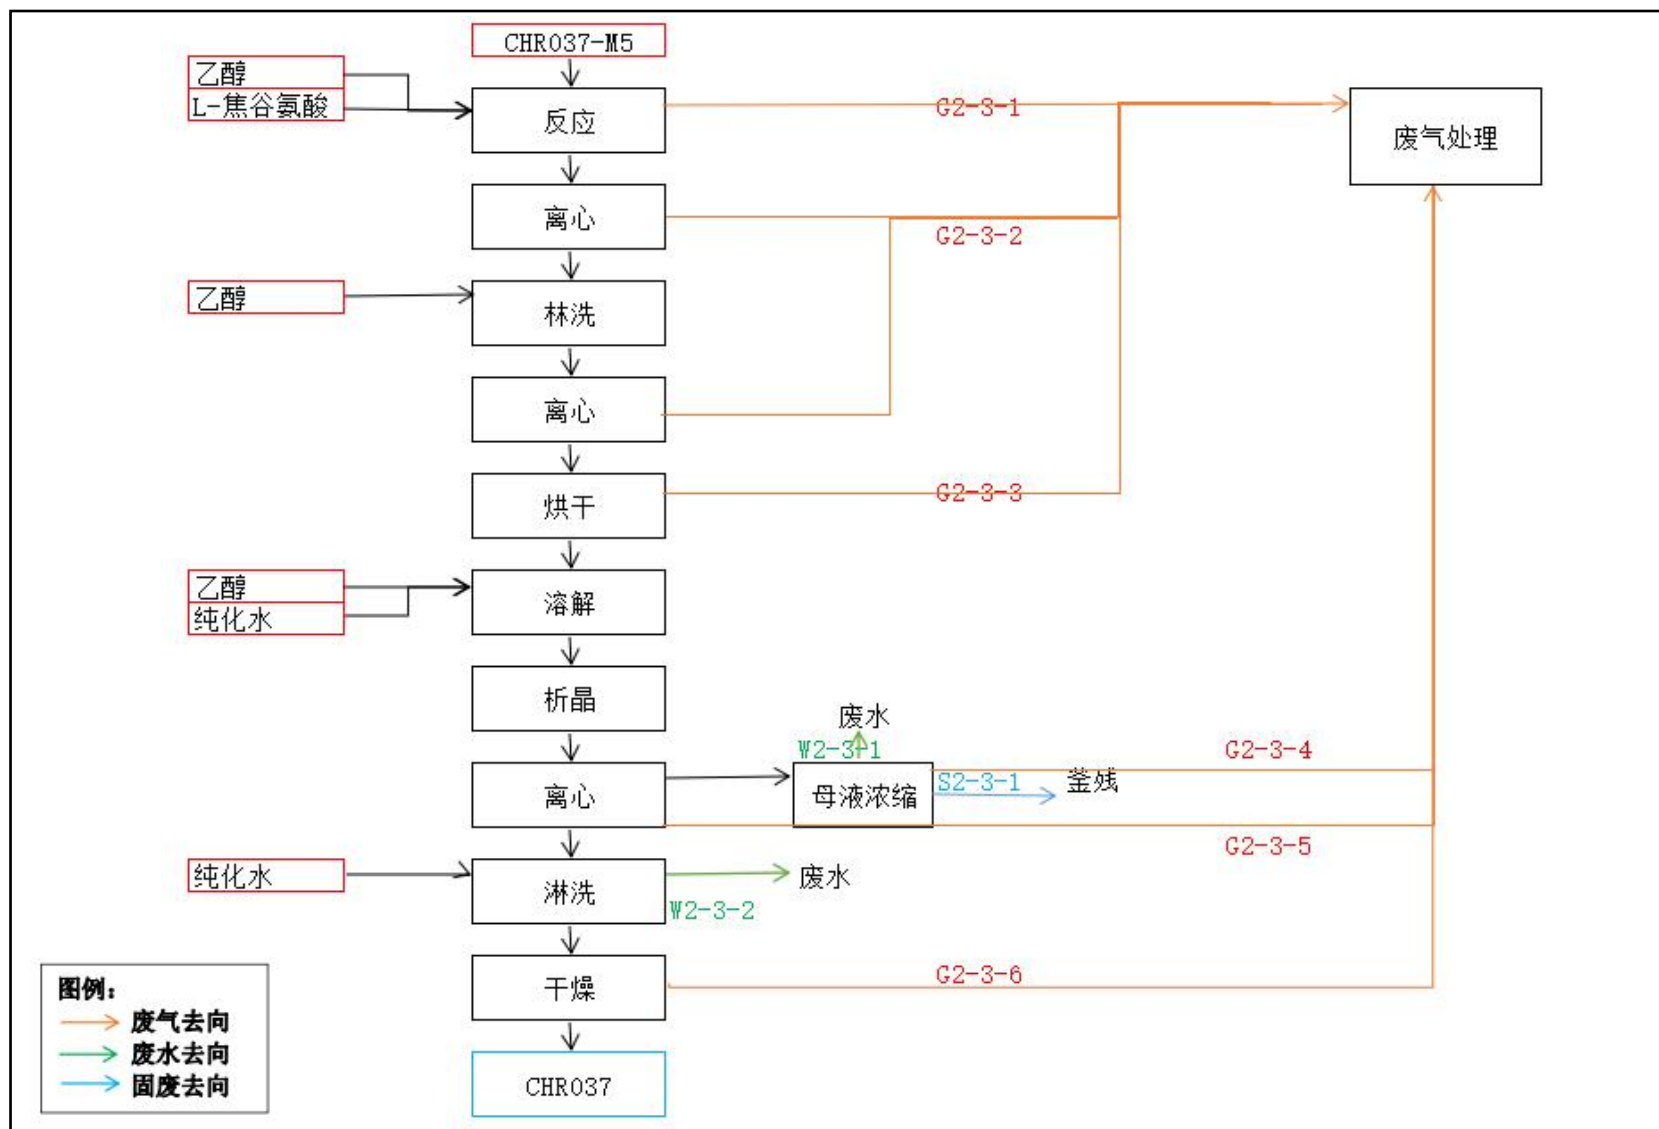 CHR037-M5
乙醇
L-焦谷氨酸
反应
G2-3-1
废气处理
离心
G2-3-2
乙醇
林洗
离心
烘干
G2-3-3
乙醇
纯化水
溶解
析晶
废水
W2-3-1
G2-3-4
离心
母液浓缩
S2-3-1
釜残
G2-3-5
纯化水
淋洗
废水
W2-3-2
干燥
G2-3-6
图例：
废气去向
废水去向
固废去向
CHR037